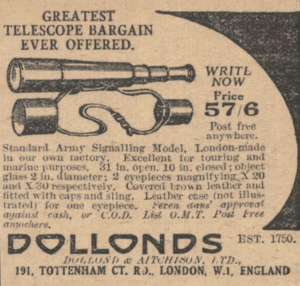 GREATEST
TELESCOPE BARGAIN
EVER OFFERED.
WRITE
NOW
Price
57/6
Post free
anywhere.
Standard Army Signalling Model, London-made
in our own factory. Excellent for touring and
marine purposes. 31 in. open, 10 in. closed; object
glass 2 in. diameter; 2 eyepieces magnifying X 20
and X 30 respectively. Covered brown leather and
fitted with caps and sling. Leather case (not illus-
trated) for one eyepiece. Seven days' approval
against cash, or C.O.D. List O.M.T. Post Free
anywhere.
DOLLONDS EST. 1750.
DOLLOND & AITCHISON, LTD.,
191, TOTTENHAM CT. RD., LONDON, W.1, ENGLAND